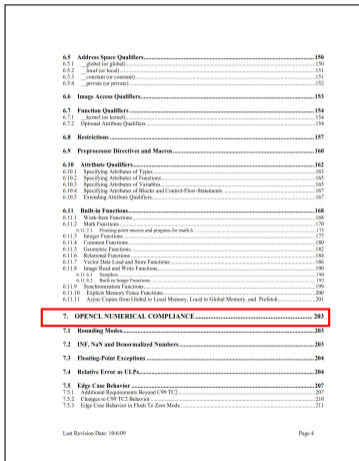 6.5 Address Space Qualifiers 150
6.5.1 __global (or global) 150
6.5.2 __local (or local) 151
6.5.3 __constant (or constant) 151
6.5.4 __private (or private) 152
6.6 Image Access Qualifiers 153
6.7 Function Qualifiers 154
6.7.1 __kernel (or kernel) 154
6.7.2 Optional Attribute Qualifiers 154
6.8 Restrictions 157
6.9 Preprocessor Directives and Macros 160
6.10 Attribute Qualifiers 162
6.10.1 Specifying Attributes of Types 163
6.10.2 Specifying Attributes of Functions 165
6.10.3 Specifying Attributes of Variables 165
6.10.4 Specifying Attributes of Blocks and Control-Flow-Statements 167
6.10.5 Extending Attribute Qualifiers 167
6.11 Built-in Functions 168
6.11.1 Work-Item Functions 168
6.11.2 Math Functions 170
6.11.2.1 Floating-point macros and pragmas for math.h 175
6.11.3 Integer Functions 177
6.11.4 Common Functions 180
6.11.5 Geometric Functions 182
6.11.6 Relational Functions 184
6.11.7 Vector Data Load and Store Functions 186
6.11.8 Image Read and Write Functions 190
6.11.8.1 Samplers 190
6.11.8.2 Built-in Image Functions 192
6.11.9 Synchronization Functions 199
6.11.10 Explicit Memory Fence Functions 200
6.11.11 Async Copies from Global to Local Memory, Local to Global Memory, and Prefetch 201
7. OPENCL NUMERICAL COMPLIANCE 203
7.1 Rounding Modes 203
7.2 INF, NaN and Denormalized Numbers 203
7.3 Floating-Point Exceptions 204
7.4 Relative Error as ULPs 204
7.5 Edge Case Behavior 207
7.5.1 Additional Requirements Beyond C99 TC2 207
7.5.2 Changes to C99 TC2 Behavior 210
7.5.3 Edge Case Behavior in Flush To Zero Mode 211
Last Revision Date: 10/6/09 Page 4